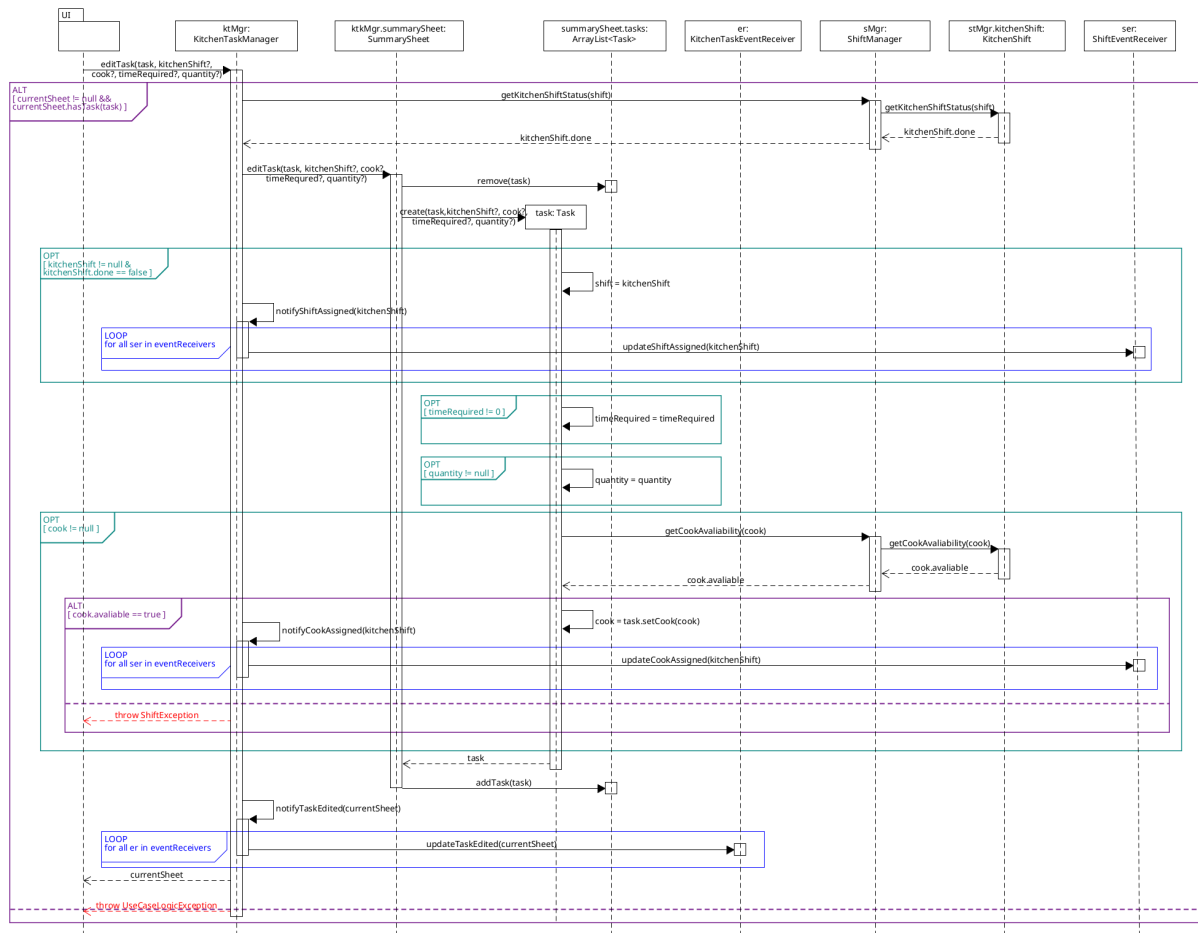 UI
ktMgr:
KitchenTaskManager
ktkMgr.summarySheet:
SummarySheet
summarySheet.tasks:
ArrayList<Task>
er:
KitchenTaskEventReceiver
sMgr:
ShiftManager
stMgr.kitchenShift:
KitchenShift
ser:
ShiftEventReceiver
editTask(task, kitchenShift?,
cook?, timeRequired?, quantity?)
ALT
[ currentSheet != null &&
currentSheet.hasTask(task) ]
getKitchenShiftStatus(shift)
getKitchenShiftStatus(shift)
kitchenShift.done
kitchenShift.done
editTask(task, kitchenShift?, cook?,
timeRequred?, quantity?)
remove(task)
create(task,kitchenShift?, cook?,
timeRequired?, quantity?)
task: Task
OPT
[ kitchenShift != null &
kitchenShift.done == false ]
shift = kitchenShift
notifyShiftAssigned(kitchenShift)
LOOP
for all ser in eventReceivers
updateShiftAssigned(kitchenShift)
OPT
[ timeRequired != 0 ]
timeRequired = timeRequired
OPT
[ quantity != null ]
quantity = quantity
OPT
[ cook != null ]
getCookAvaliability(cook)
getCookAvaliability(cook)
cook.avaliable
cook.avaliable
ALT
[ cook.avaliable == true ]
cook = task.setCook(cook)
notifyCookAssigned(kitchenShift)
LOOP
for all ser in eventReceivers
updateCookAssigned(kitchenShift)
throw ShiftException
task
addTask(task)
notifyTaskEdited(currentSheet)
LOOP
for all er in eventReceivers
updateTaskEdited(currentSheet)
currentSheet
throw UseCaseLogicException